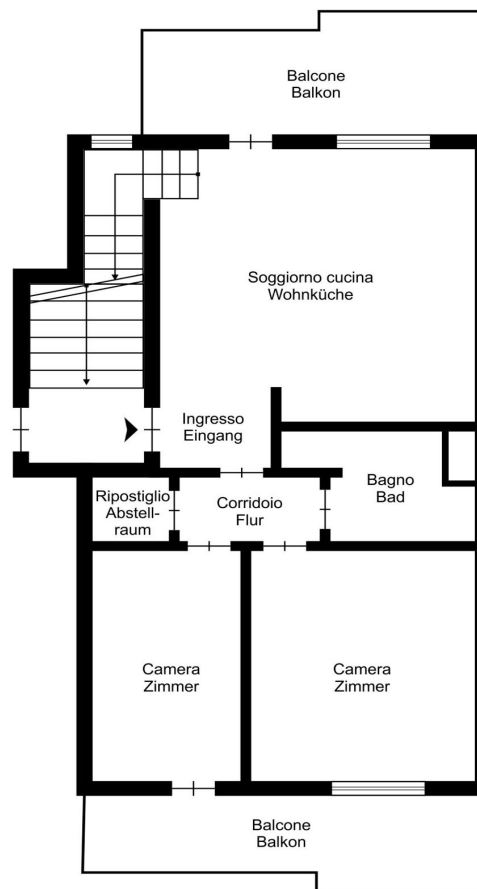 Balcone
Balkon
Soggiorno cucina
Wohnküche
Ingresso
Eingang
Bagno
Bad
Ripostiglio
Abstell-
raum
Corridoio
Flur
Camera
Zimmer
Camera
Zimmer
Balcone
Balkon